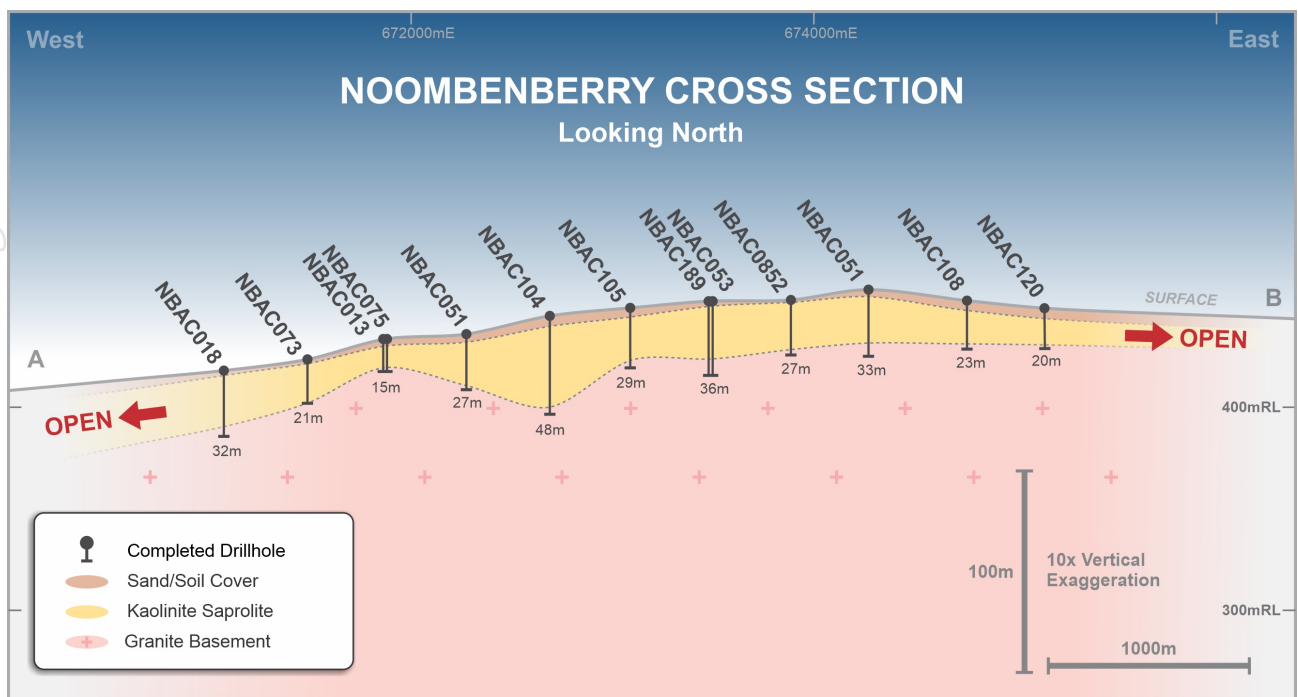 672000mE
674000mE
West
East
NOOMBENBERRY CROSS SECTION
Looking North
NBAC018
NBAC073
NBAC013
NBAC075
NBAC051
NBAC104
NBAC105
NBAC189
NBAC053
NBAC0852
NBAC051
NBAC108
NBAC120
SURFACE
B
A
OPEN
OPEN
32m
21m
15m
27m
48m
29m
36m
27m
33m
23m
20m
400mRL
300mRL
100m
10x Vertical
Exaggeration
1000m
Completed Drillhole
Sand/Soil Cover
Kaolinite Saprolite
Granite Basement